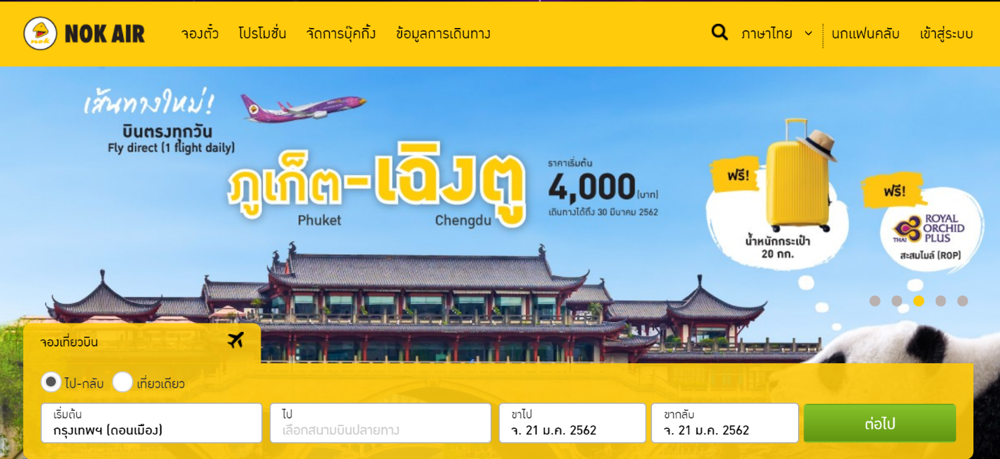 nok
NOK AIR
จองตั๋ว
โปรโมชั่น
จัดการบุ๊คกิ้ง
ข้อมูลการเดินทาง
ภาษาไทย
นกแฟนคลับ
เข้าสู่ระบบ
เส้นทางใหม่!
บินตรงทุกวัน
Fly direct (1 flight daily)
ภูเก็ต-เฉิงตู
Phuket
Chengdu
ราคาเริ่มต้น
4,000 (บาท)
เดินทางได้ถึง 30 มีนาคม 2562
ฟรี!
น้ำหนักกระเป๋า
20 กก.
ฟรี!
THAI
ROYAL
ORCHID
PLUS
สะสมไมล์ (ROP)
จองเที่ยวบิน
ไป-กลับ
เที่ยวเดียว
เริ่มต้น
กรุงเทพฯ (ดอนเมือง)
ไป
เลือกสนามบินปลายทาง
ขาไป
จ. 21 ม.ค. 2562
ขากลับ
จ. 21 ม.ค. 2562
ต่อไป